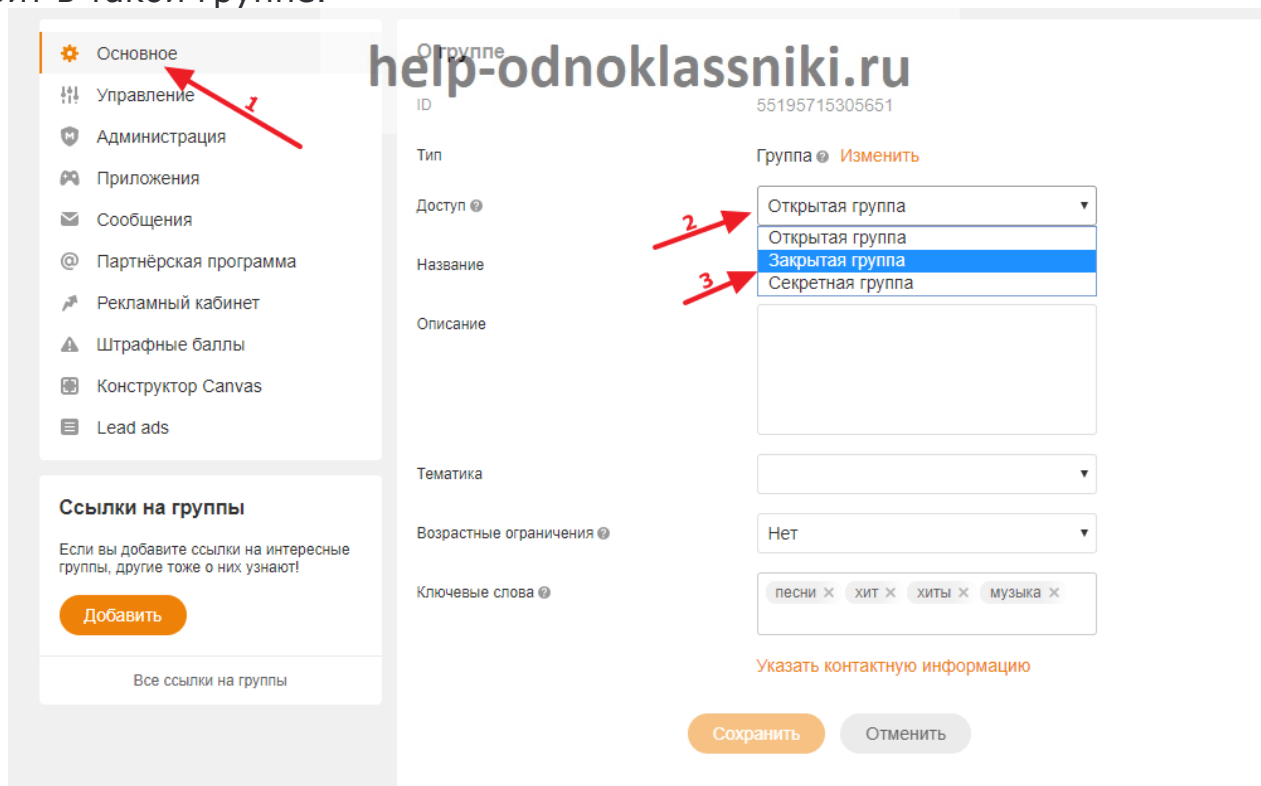 в такой группе.
Основное
Управление
Администрация
Приложения
Сообщения
Партнёрская программа
Рекламный кабинет
Штрафные баллы
Конструктор Canvas
Lead ads
Ссылки на группы
Если вы добавите ссылки на интересные
группы, другие тоже о них узнают!
Добавить
Все ссылки на группы
О группе
help-odnoklassniki.ru
ID
55195715305651
Тип
Группа Изменить
Доступ
Открытая группа
Открытая группа
Закрытая группа
Секретная группа
Название
Описание
Тематика
Возрастные ограничения
Нет
Ключевые слова
песни × хит × хиты × музыка ×
Указать контактную информацию
Сохранить
Отменить
1
2
3